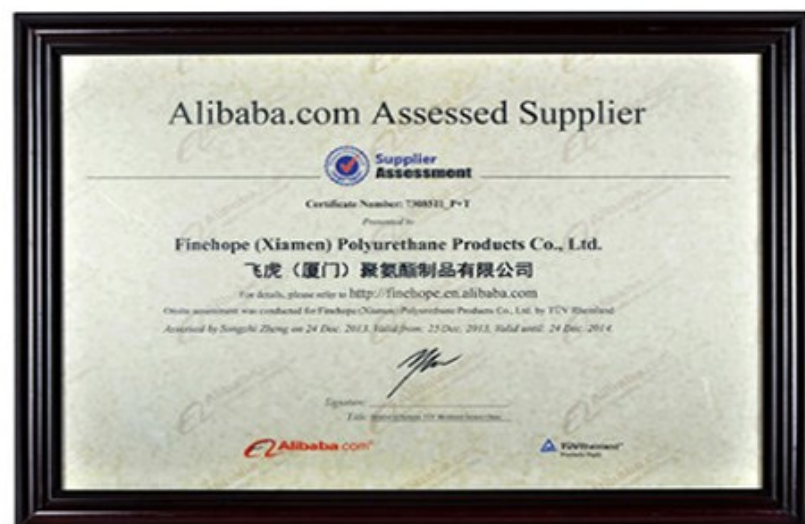 Alibaba.com Assessed Supplier
Supplier
Assessment
Certificate Number: 7308511_P+T
Presented to
Finehope (Xiamen) Polyurethane Products Co., Ltd.
飞虎（厦门）聚氨酯制品有限公司
For details, please refer to http://finehope.en.alibaba.com
Onsite assessment was conducted for Finehope (Xiamen) Polyurethane Products Co., Ltd. by TÜV Rheinland
Assessed by Songzhi Zheng on 24 Dec. 2013, Valid from: 25 Dec. 2013, Valid until: 24 Dec. 2014
Signature:
Title:
Alibaba.com
TÜVRheinland